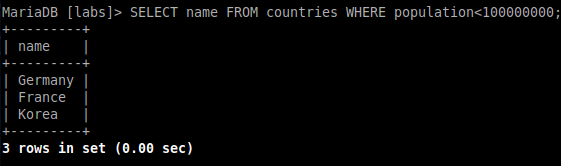 MariaDB [labs]> SELECT name FROM countries WHERE population<100000000;
+---------+
| name    |
+---------+
| Germany |
| France  |
| Korea   |
+---------+
3 rows in set (0.00 sec)